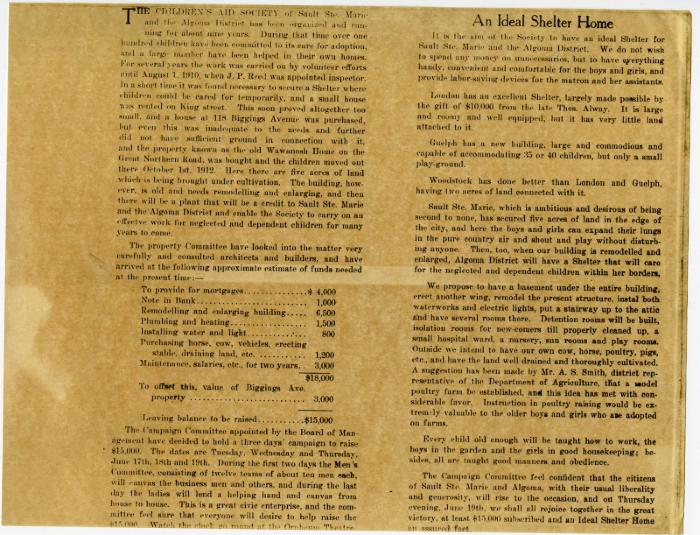 THE CHILDREN'S AID SOCIETY of Sault Ste. Marie
and the Algoma District has been organized and run-
ning for about nine years. During that time over one
hundred children have been committed to its care for adoption,
and a large number have been helped in their own homes.
For several years the work was carried on by volunteer efforts
until August 1, 1910, when J. P. Reed was appointed inspector.
In a short time it was found necessary to secure a Shelter where
children could be cared for temporarily, and a small house
was rented on King street. This soon proved altogether too
small, and a house at 118 Biggings Avenue was purchased,
but even this was inadequate to the needs and further
did not have sufficient ground in connection with it,
and the property known as the old Wawanosh Home on the
Great Northern Road, was bought and the children moved out
there October 1st, 1912. Here there are five acres of land
which is being brought under cultivation. The building, how-
ever, is old and needs remodelling and enlarging, and then
there will be a plant that will be a credit to Sault Ste. Marie
and the Algoma District and enable the Society to carry on an
effective work for neglected and dependent children for many
years to come.
The property Committee have looked into the matter very
carefully and consulted architects and builders, and have
arrived at the following approximate estimate of funds needed
at the present time:—
To provide for mortgages..................$ 4,000
Note in Bank.............................. 1,000
Remodelling and enlarging building........ 6,500
Plumbing and heating...................... 1,500
Installing water and light................ 800
Purchasing horse, cow, vehicles, erecting
stable, draining land, etc. .............. 1,200
Maintenance, salaries, etc., for two years.. 3,000
$18,000
To offset this, value of Biggings Ave.
property ................................. 3,000
Leaving balance to be raised..........$15,000
The Campaign Committee appointed by the Board of Man-
agement have decided to hold a three days' campaign to raise
$15,000. The dates are Tuesday, Wednesday and Thursday,
June 17th, 18th and 19th. During the first two days the Men's
Committee, consisting of twelve teams of about ten men each,
will canvas the business men and others, and during the last
day the ladies will lend a helping hand and canvas from
house to house. This is a great civic enterprise, and the com-
mittee feel sure that everyone will desire to help raise the
$15,000. Watch the clock go round at the Orpheum Theatre
An Ideal Shelter Home
It is the aim of the Society to have an ideal Shelter for
Sault Ste. Marie and the Algoma District. We do not wish
to spend any money on unnecessaries, but to have everything
handy, convenient and comfortable for the boys and girls, and
provide labor-saving devices for the matron and her assistants.
London has an excellent Shelter, largely made possible by
the gift of $10,000 from the late Thos. Alway. It is large
and roomy and well equipped, but it has very little land
attached to it.
Guelph has a new building, large and commodious and
capable of accommodating 35 or 40 children, but only a small
play-ground.
Woodstock has done better than London and Guelph,
having two acres of land connected with it.
Sault Ste. Marie, which is ambitious and desirous of being
second to none, has secured five acres of land in the edge of
the city, and here the boys and girls can expand their lungs
in the pure country air and shout and play without disturb-
ing anyone. Then, too, when our building is remodelled and
enlarged, Algoma District will have a Shelter that will care
for the neglected and dependent children within her borders,
We propose to have a basement under the entire building,
erect another wing, remodel the present structure, instal both
waterworks and electric lights, put a stairway up to the attic
and have several rooms there. Detention rooms will be built,
isolation rooms for new-comers till properly cleaned up, a
small hospital ward, a nursery, sun rooms and play rooms.
Outside we intend to have our own cow, horse, poultry, pigs,
etc., and have the land well drained and thoroughly cultivated.
A suggestion has been made by Mr. A. S. Smith, district rep-
resentative of the Department of Agriculture, that a model
poultry farm be established, and this idea has met with con-
siderable favor. Instruction in poultry raising would be ex-
tremely valuable to the older boys and girls who are adopted
on farms.
Every child old enough will be taught how to work, the
boys in the garden and the girls in good housekeeping; be-
sides, all are taught good manners and obedience.
The Campaign Committee feel confident that the citizens
of Sault Ste. Marie and Algoma, with their usual liberality
and generosity, will rise to the occasion, and on Thursday
evening, June 19th, we shall all rejoice together in the great
victory, at least $15,000 subscribed and an Ideal Shelter Home
an assured fact.